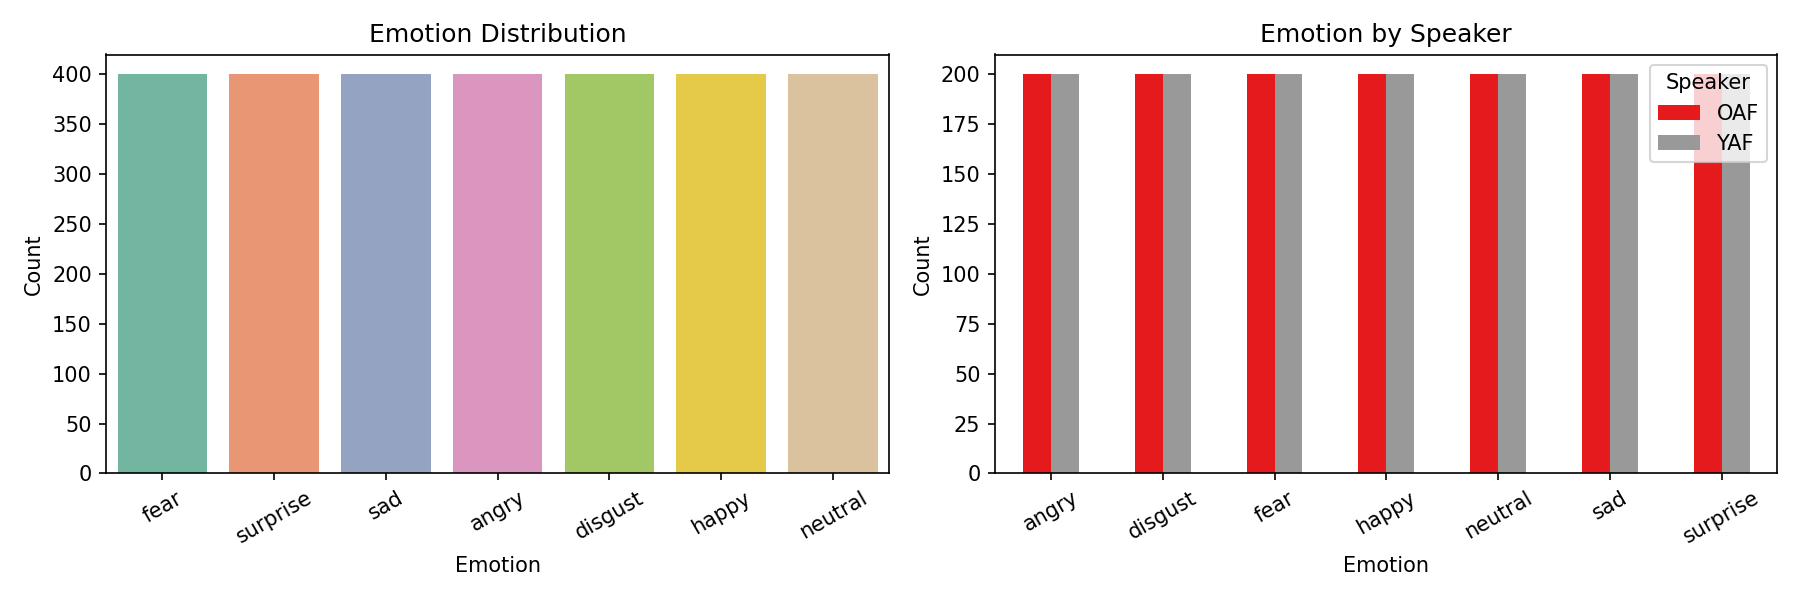 Emotion Distribution
400
350
300
250
200
150
100
50
0
Count
fear
surprise
sad
angry
disgust
happy
neutral
Emotion
Emotion by Speaker
200
175
150
125
100
75
50
25
0
Count
Speaker
OAF
YAF
angry
disgust
fear
happy
neutral
sad
surprise
Emotion